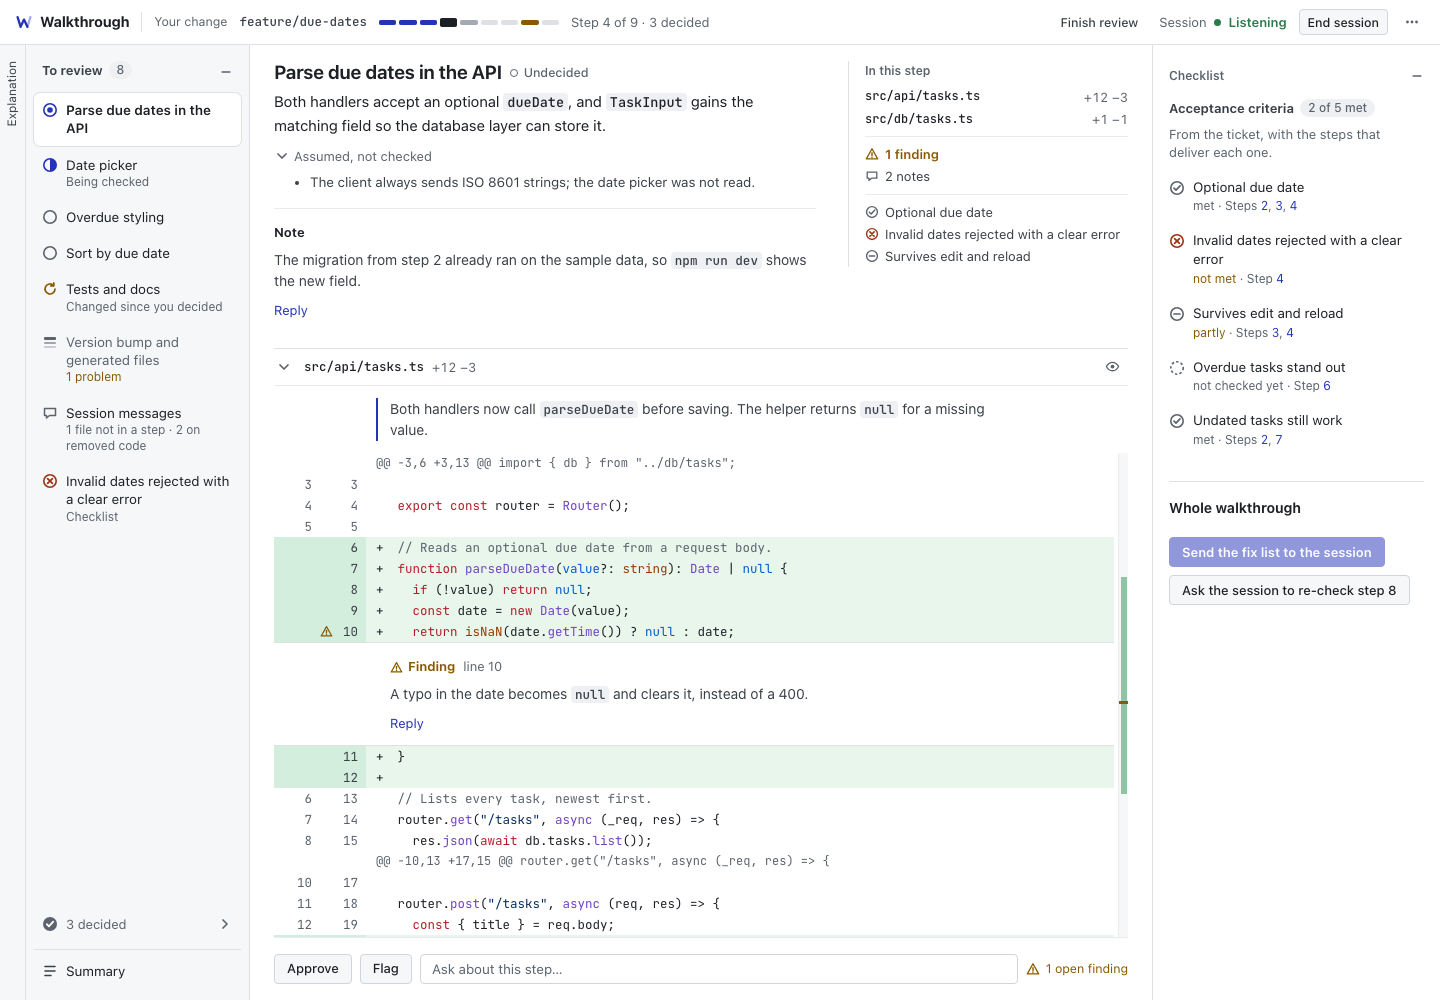 Walkthrough
Your change feature/due-dates Step 4 of 9 · 3 decided
Finish review Session Listening End session
Explanation
To review 8
Parse due dates in the
API
Date picker
Being checked
Overdue styling
Sort by due date
Tests and docs
Changed since you decided
Version bump and
generated files
1 problem
Session messages
1 file not in a step · 2 on
removed code
Invalid dates rejected with
a clear error
Checklist
3 decided
Summary
Parse due dates in the API Undecided
Both handlers accept an optional dueDate, and TaskInput gains the
matching field so the database layer can store it.
Assumed, not checked
• The client always sends ISO 8601 strings; the date picker was not read.
Note
The migration from step 2 already ran on the sample data, so npm run dev shows
the new field.
Reply
In this step
src/api/tasks.ts +12 −3
src/db/tasks.ts +1 −1
1 finding
2 notes
Optional due date
Invalid dates rejected with a clear error
Survives edit and reload
src/api/tasks.ts +12 −3
Both handlers now call parseDueDate before saving. The helper returns null for a missing
value.
@@ -3,6 +3,13 @@ import { db } from "../db/tasks";
3 3
4 4 export const router = Router();
5 5
6 + // Reads an optional due date from a request body.
7 + function parseDueDate(value?: string): Date | null {
8 + if (!value) return null;
9 + const date = new Date(value);
10 + return isNaN(date.getTime()) ? null : date;
Finding line 10
A typo in the date becomes null and clears it, instead of a 400.
Reply
11 + }
12 +
6 13 // Lists every task, newest first.
7 14 router.get("/tasks", async (_req, res) => {
8 15 res.json(await db.tasks.list());
@@ -10,13 +17,15 @@ router.get("/tasks", async (_req, res) => {
10 17
11 18 router.post("/tasks", async (req, res) => {
12 19 const { title } = req.body;
Approve Flag Ask about this step… 1 open finding
Checklist
Acceptance criteria 2 of 5 met
From the ticket, with the steps that
deliver each one.
Optional due date
met · Steps 2, 3, 4
Invalid dates rejected with a clear
error
not met · Step 4
Survives edit and reload
partly · Steps 3, 4
Overdue tasks stand out
not checked yet · Step 6
Undated tasks still work
met · Steps 2, 7
Whole walkthrough
Send the fix list to the session
Ask the session to re-check step 8